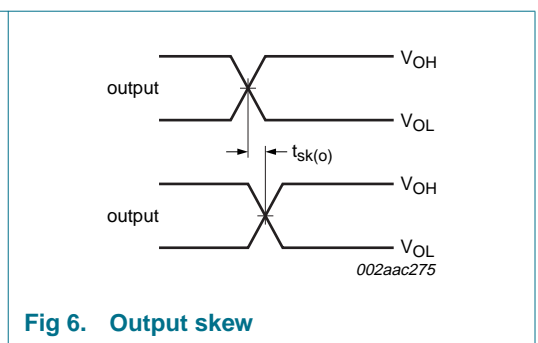 V_OH
output
V_OL
t_sk(o)
V_OH
output
V_OL
002aac275
Fig 6. Output skew